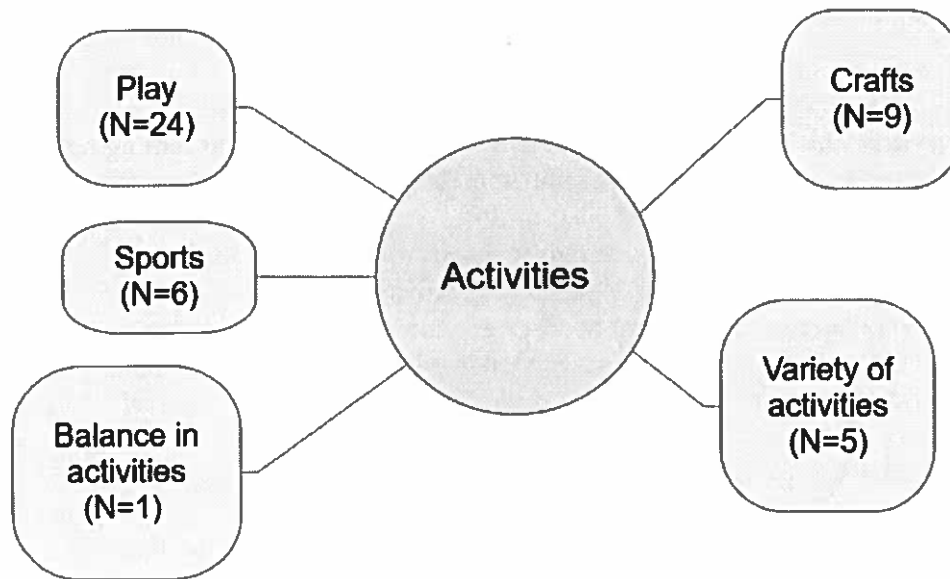 Play
(N=24)
Crafts
(N=9)
Sports
(N=6)
Activities
Balance in
activities
(N=1)
Variety of
activities
(N=5)